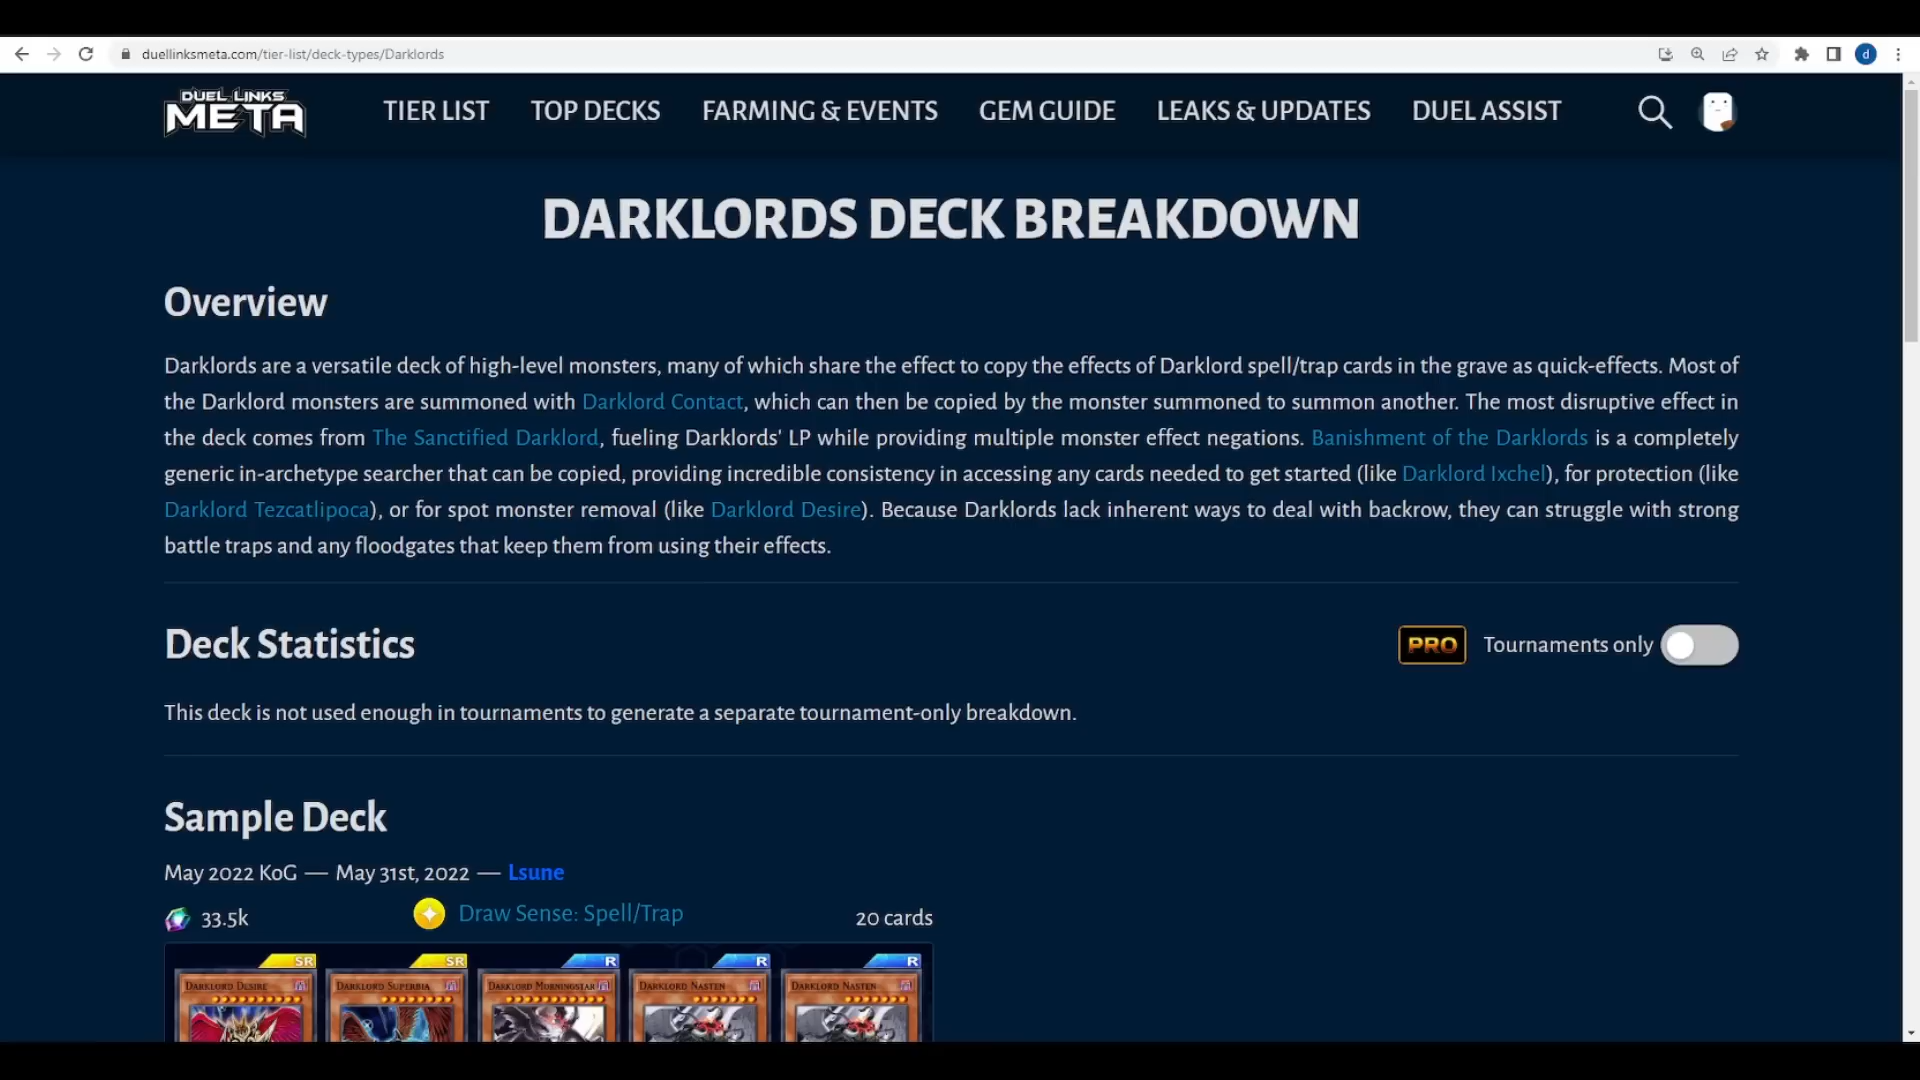 duellinksmeta.com/tier-list/deck-types/Darklords
d
DUEL LINKS
META
TIER LIST
TOP DECKS
FARMING & EVENTS
GEM GUIDE
LEAKS & UPDATES
DUEL ASSIST
DARKLORDS DECK BREAKDOWN
Overview
Darklords are a versatile deck of high-level monsters, many of which share the effect to copy the effects of Darklord spell/trap cards in the grave as quick-effects. Most of
the Darklord monsters are summoned with Darklord Contact, which can then be copied by the monster summoned to summon another. The most disruptive effect in
the deck comes from The Sanctified Darklord, fueling Darklords' LP while providing multiple monster effect negations. Banishment of the Darklords is a completely
generic in-archetype searcher that can be copied, providing incredible consistency in accessing any cards needed to get started (like Darklord Ixchel), for protection (like
Darklord Tezcatlipoca), or for spot monster removal (like Darklord Desire). Because Darklords lack inherent ways to deal with backrow, they can struggle with strong
battle traps and any floodgates that keep them from using their effects.
Deck Statistics
PRO
Tournaments only
This deck is not used enough in tournaments to generate a separate tournament-only breakdown.
Sample Deck
May 2022 KoG — May 31st, 2022 — Lsune
33.5k
Draw Sense: Spell/Trap
20 cards
SR
SR
R
R
R
DARKLORD DESIRE
DARKLORD SUPERBIA
DARKLORD MORNINGSTAR
DARKLORD NASTEN
DARKLORD NASTEN